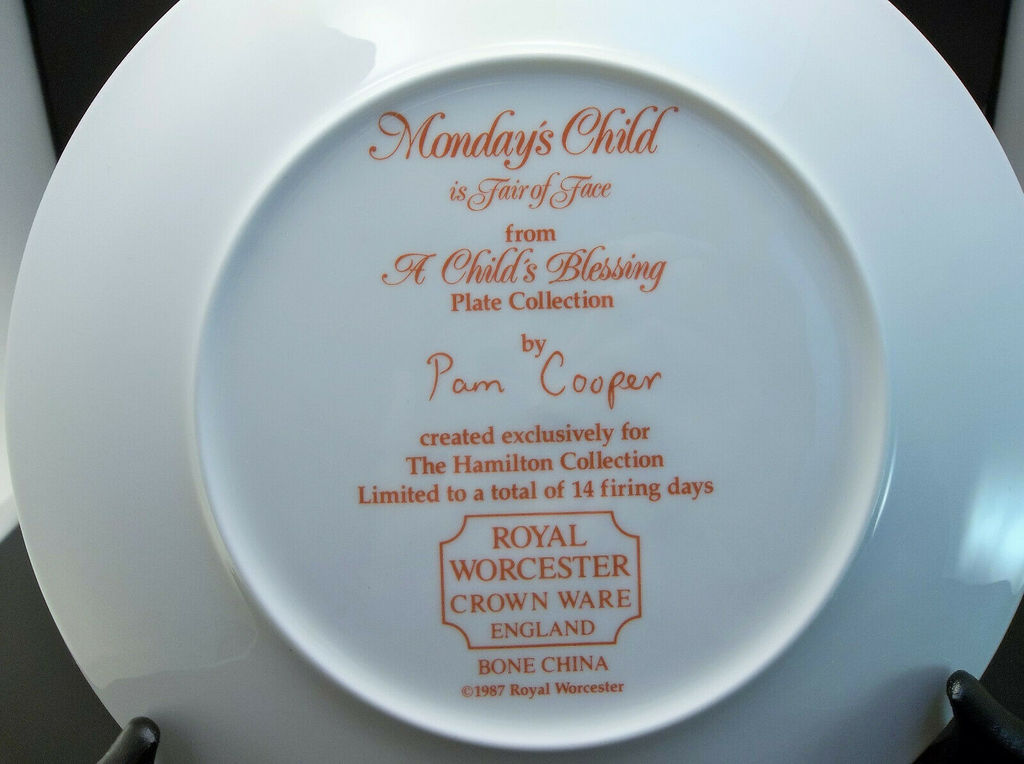 Monday's Child
is Fair of Face
from
A Child's Blessing
Plate Collection
by
Pam Cooper
created exclusively for
The Hamilton Collection
Limited to a total of 14 firing days
ROYAL
WORCESTER
CROWN WARE
ENGLAND
BONE CHINA
©1987 Royal Worcester